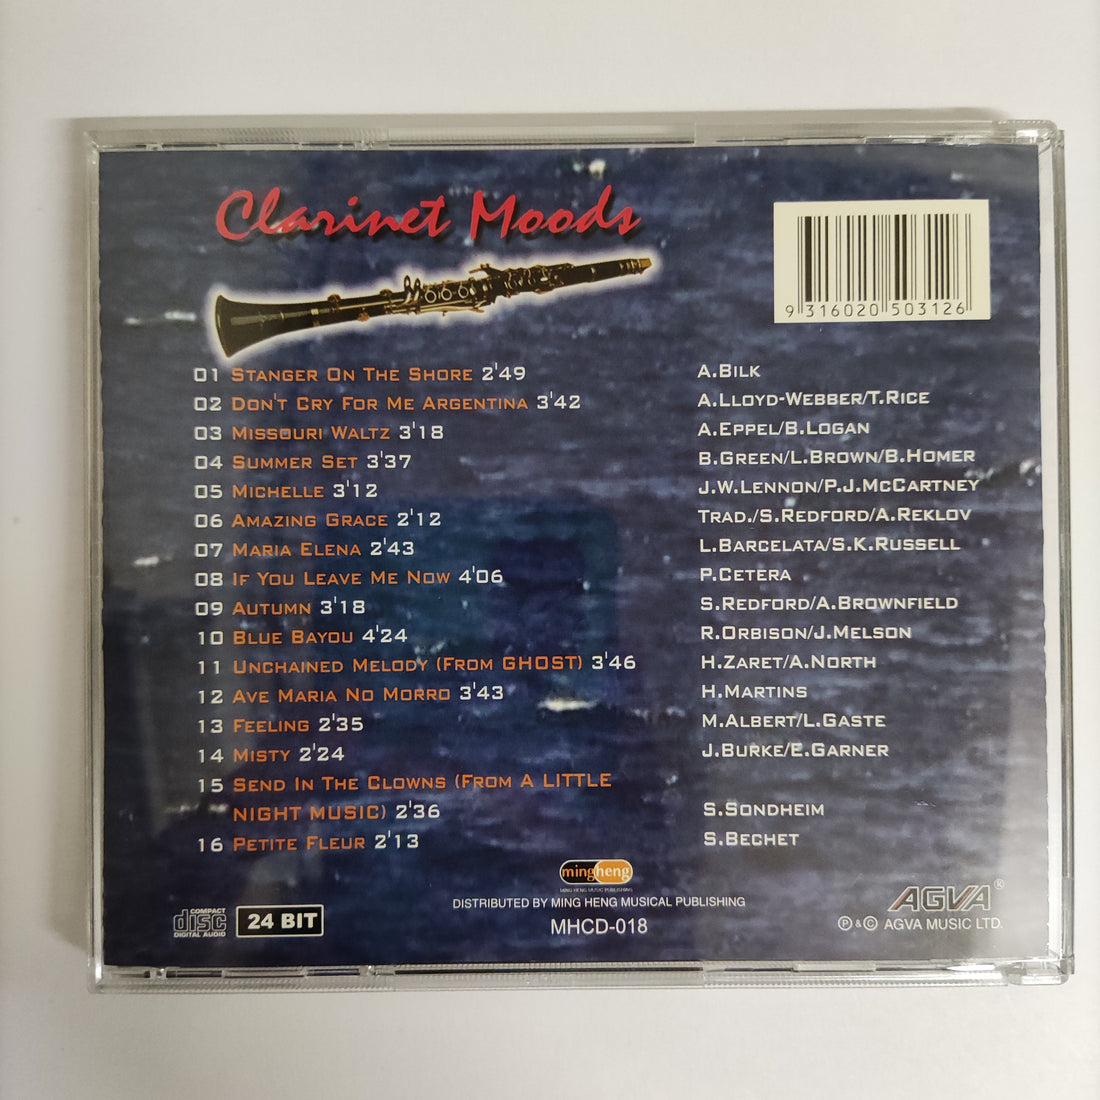 Clarinet Moods
9 316020 503126
01 STANGER ON THE SHORE 2'49 A.BILK
02 DON'T CRY FOR ME ARGENTINA 3'42 A.LLOYD-WEBBER/T.RICE
03 MISSOURI WALTZ 3'18 A.EPPEL/B.LOGAN
04 SUMMER SET 3'37 B.GREEN/L.BROWN/B.HOMER
05 MICHELLE 3'12 J.W.LENNON/P.J.MCCARTNEY
06 AMAZING GRACE 2'12 TRAD./S.REDFORD/A.REKLOV
07 MARIA ELENA 2'43 L.BARCELATA/S.K.RUSSELL
08 IF YOU LEAVE ME NOW 4'06 P.CETERA
09 AUTUMN 3'18 S.REDFORD/A.BROWNFIELD
10 BLUE BAYOU 4'24 R.ORBISON/J.MELSON
11 UNCHAINED MELODY (FROM GHOST) 3'46 H.ZARET/A.NORTH
12 AVE MARIA NO MORRO 3'43 H.MARTINS
13 FEELING 2'35 M.ALBERT/L.GASTE
14 MISTY 2'24 J.BURKE/E.GARNER
15 SEND IN THE CLOWNS (FROM A LITTLE
NIGHT MUSIC) 2'36 S.SONDHEIM
16 PETITE FLEUR 2'13 S.BECHET
mingheng
MING HENG MUSIC PUBLISHING
DISTRIBUTED BY MING HENG MUSICAL PUBLISHING
MHCD-018
COMPACT
disc
DIGITAL AUDIO
24 BIT
AGVA®
℗ & © AGVA MUSIC LTD.